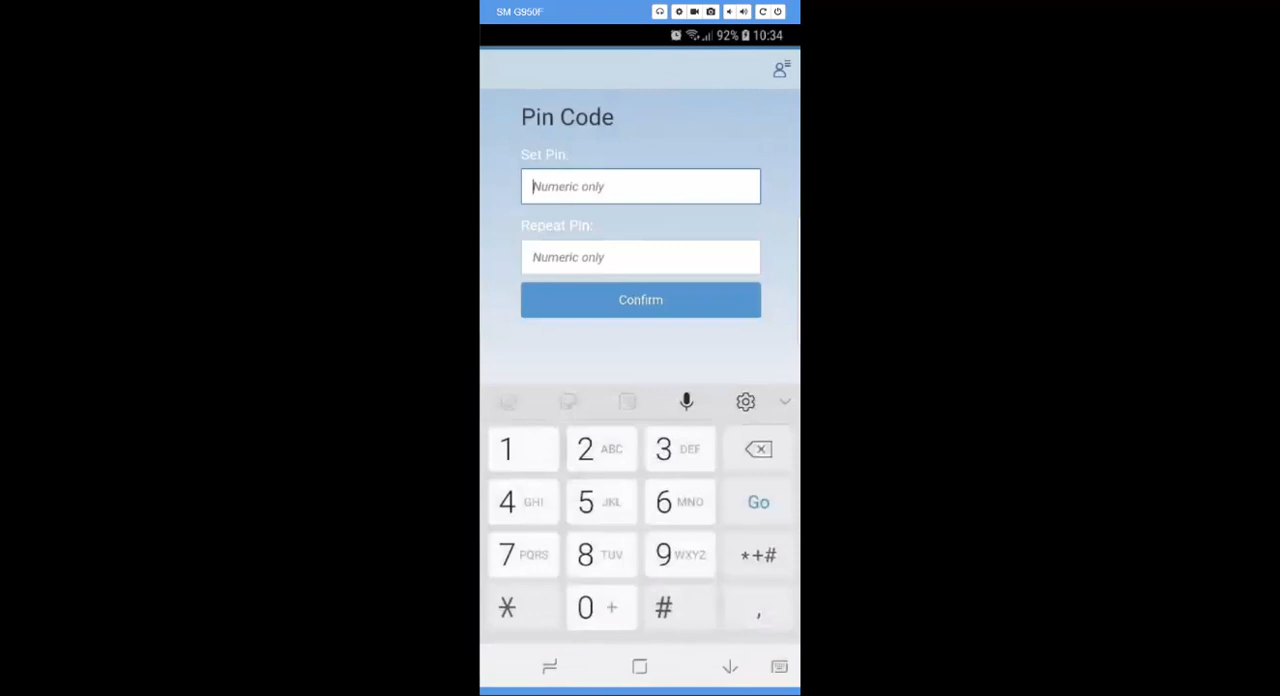 SM G950F
92% 10:34
Pin Code
Set Pin:
Numeric only
Repeat Pin:
Numeric only
Confirm
1 2 ABC 3 DEF
4 GHI 5 JKL 6 MNO Go
7 PQRS 8 TUV 9 WXYZ *+#
* 0 + # ,